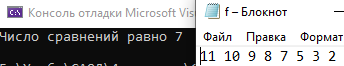 Консоль отладки Microsoft Vis
Число сравнений равно 7
f – Блокнот
Файл Правка Формат
11 10 9 8 7 5 3 2